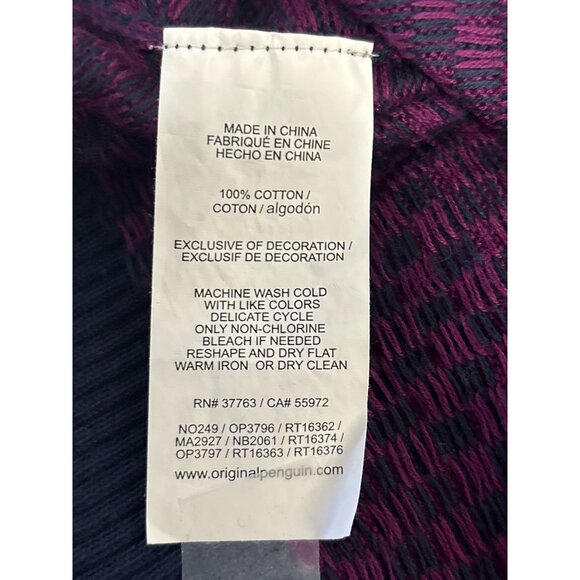 MADE IN CHINA
FABRIQUÉ EN CHINE
HECHO EN CHINA
100% COTTON /
COTON / algodón
EXCLUSIVE OF DECORATION /
EXCLUSIF DE DECORATION
MACHINE WASH COLD
WITH LIKE COLORS
DELICATE CYCLE
ONLY NON-CHLORINE
BLEACH IF NEEDED
RESHAPE AND DRY FLAT
WARM IRON OR DRY CLEAN
RN# 37763 / CA# 55972
NO249 / OP3796 / RT16362 /
MA2927 / NB2061 / RT16374 /
OP3797 / RT16363 / RT16376
www.originalpenguin.com